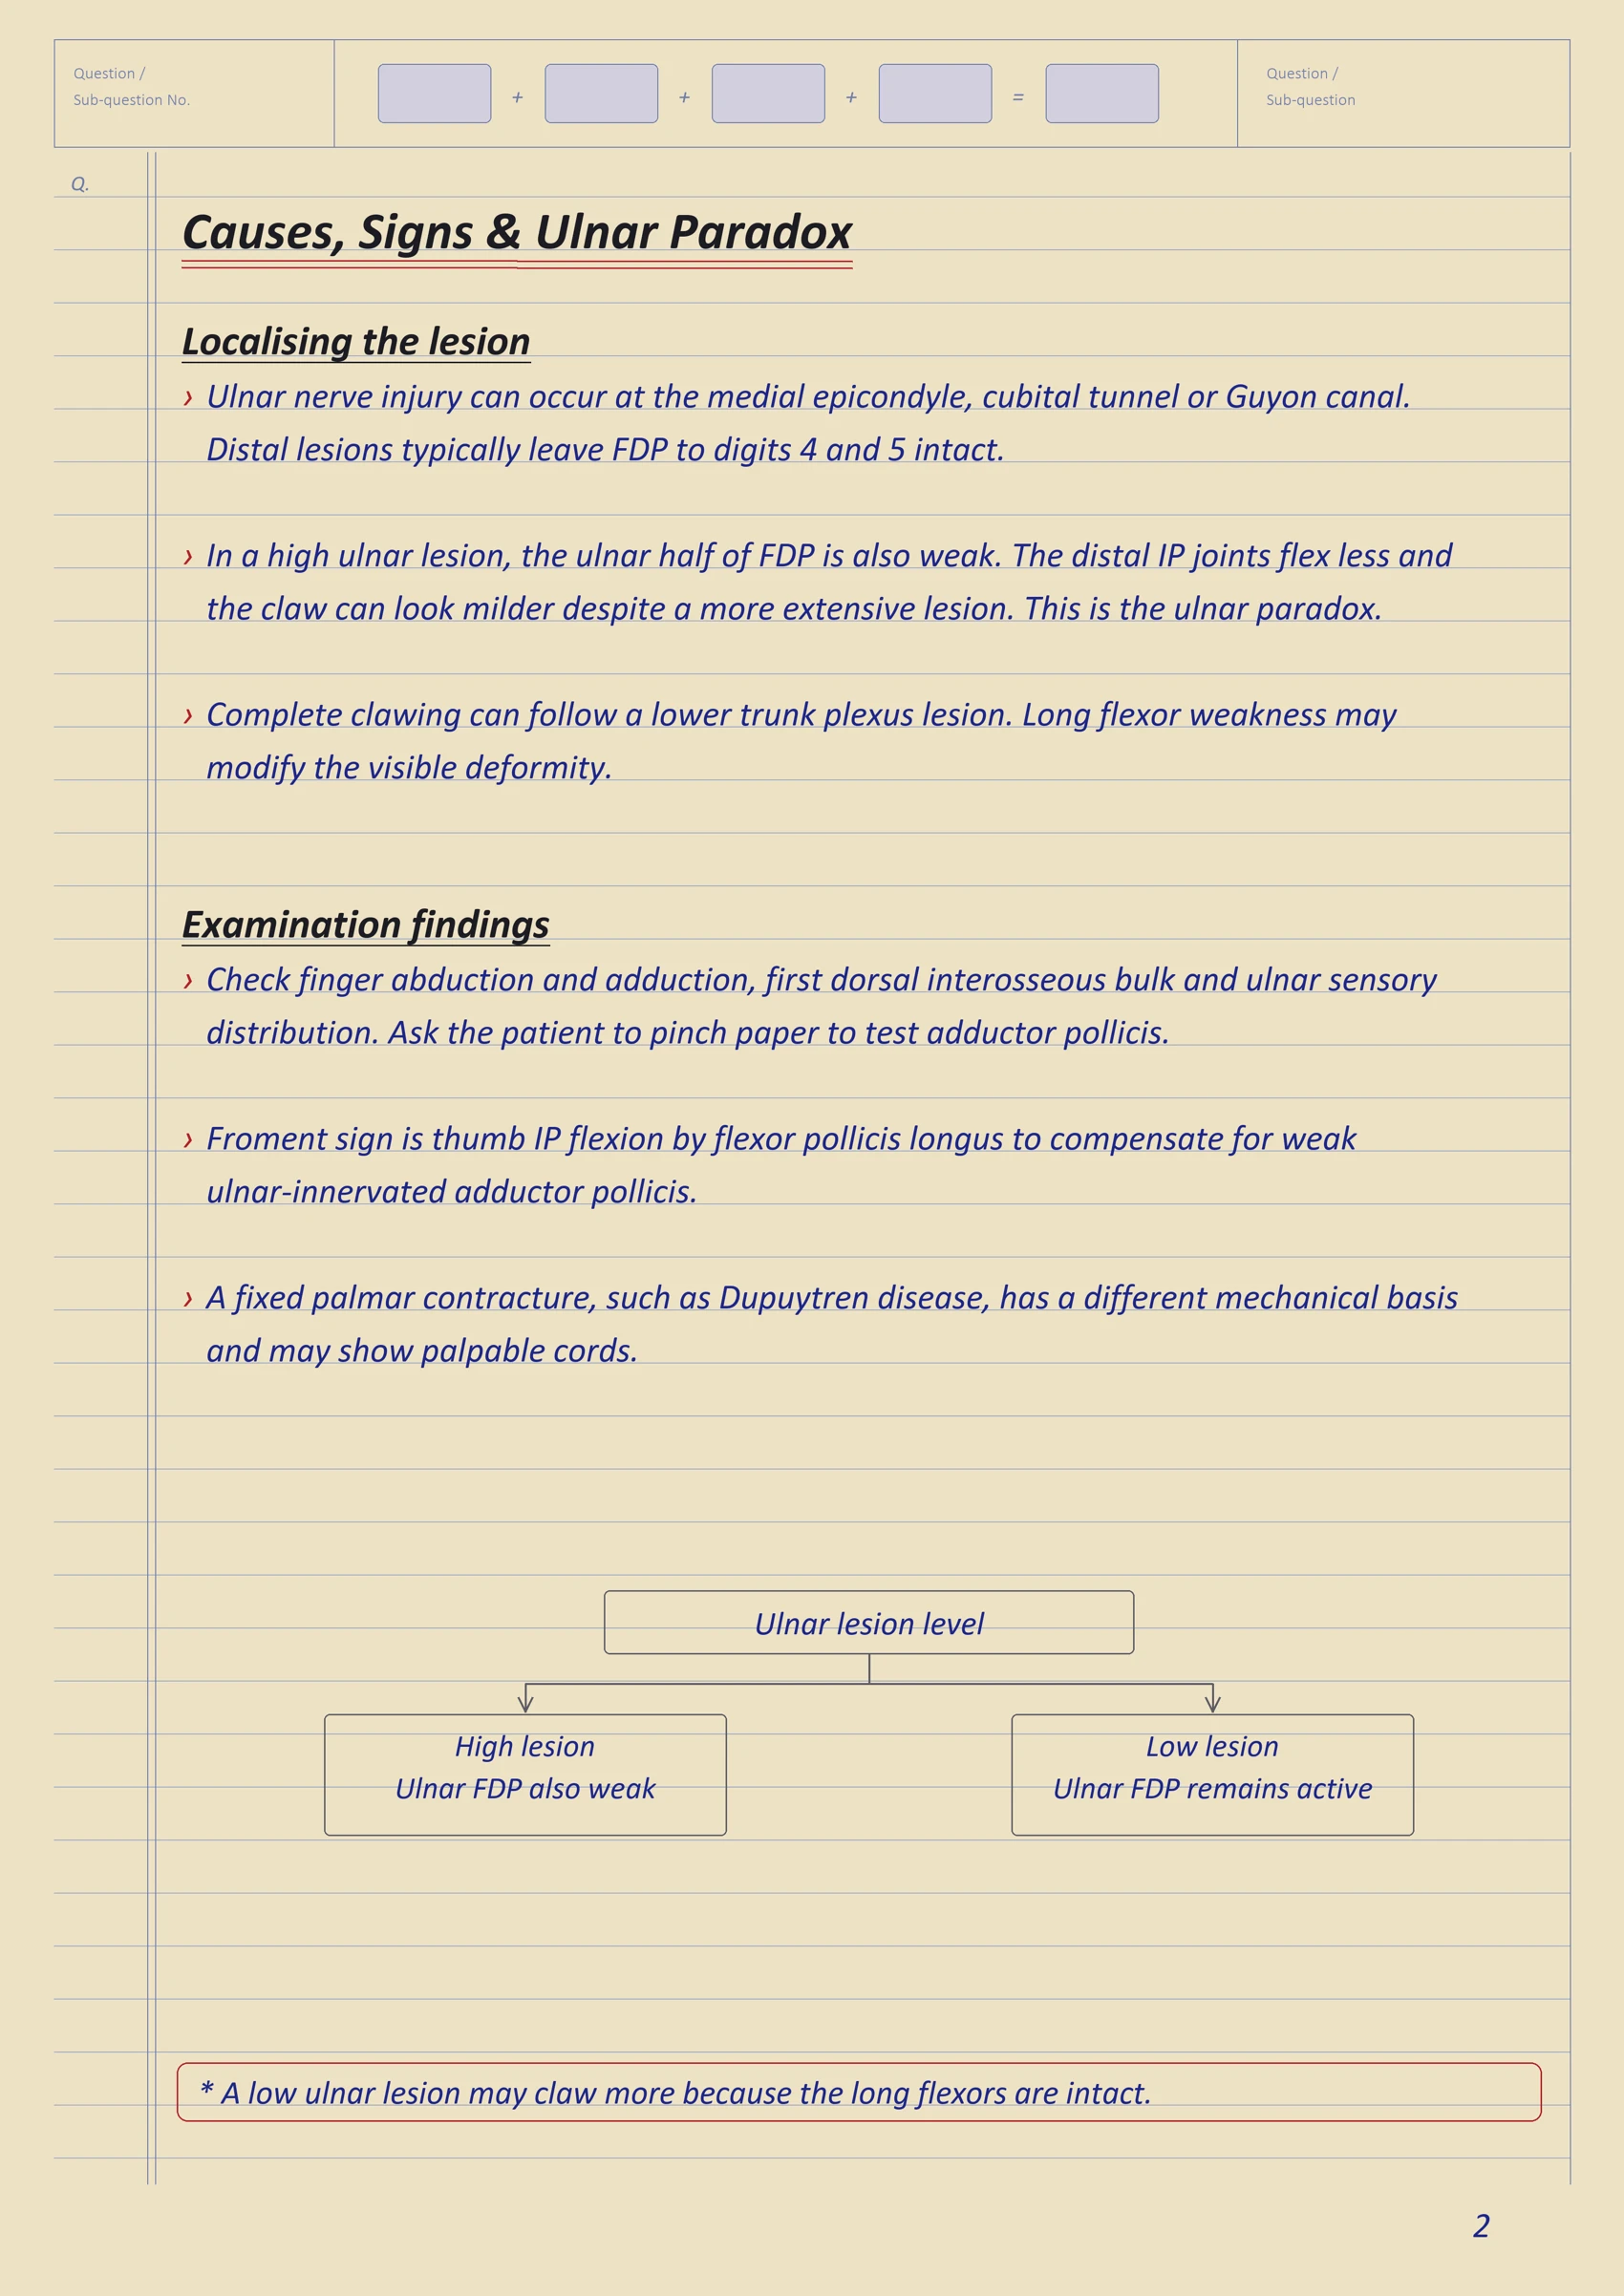 Question /
Sub-question No.
+ + + =
Question /
Sub-question
Q.
Causes, Signs & Ulnar Paradox
Localising the lesion
› Ulnar nerve injury can occur at the medial epicondyle, cubital tunnel or Guyon canal.
Distal lesions typically leave FDP to digits 4 and 5 intact.
› In a high ulnar lesion, the ulnar half of FDP is also weak. The distal IP joints flex less and
the claw can look milder despite a more extensive lesion. This is the ulnar paradox.
› Complete clawing can follow a lower trunk plexus lesion. Long flexor weakness may
modify the visible deformity.
Examination findings
› Check finger abduction and adduction, first dorsal interosseous bulk and ulnar sensory
distribution. Ask the patient to pinch paper to test adductor pollicis.
› Froment sign is thumb IP flexion by flexor pollicis longus to compensate for weak
ulnar-innervated adductor pollicis.
› A fixed palmar contracture, such as Dupuytren disease, has a different mechanical basis
and may show palpable cords.
Ulnar lesion level
High lesion
Ulnar FDP also weak
Low lesion
Ulnar FDP remains active
* A low ulnar lesion may claw more because the long flexors are intact.
2